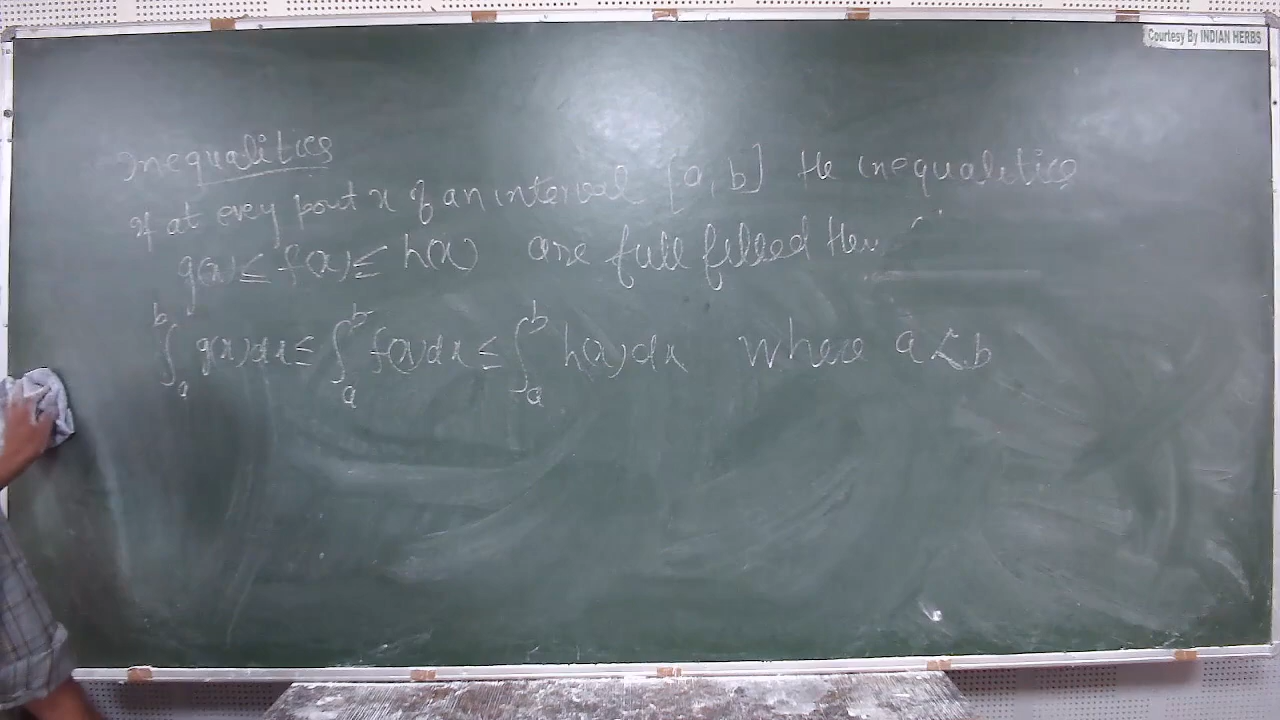 Courtesy By INDIAN HERBS
Inequalities
If at every point x of an interval [a, b] the inequalities
g(x) ≤ f(x) ≤ h(x) are full filled then
∫_a^b g(x)dx ≤ ∫_a^b f(x)dx ≤ ∫_a^b h(x)dx where a < b